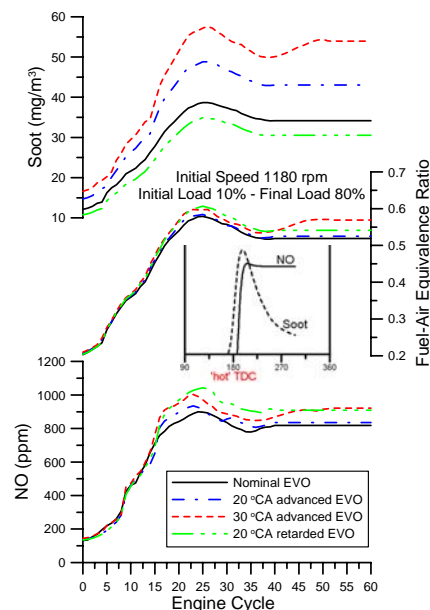 60
50
40
30
20
10
Soot (mg/m³)
Initial Speed 1180 rpm
Initial Load 10% - Final Load 80%
0.7
0.6
0.5
0.4
0.3
0.2
Fuel-Air Equivalence Ratio
NO
Soot
90 180 270 360
'hot' TDC
1000
800
600
400
200
0
NO (ppm)
Nominal EVO
20 °CA advanced EVO
30 °CA advanced EVO
20 °CA retarded EVO
0 5 10 15 20 25 30 35 40 45 50 55 60
Engine Cycle